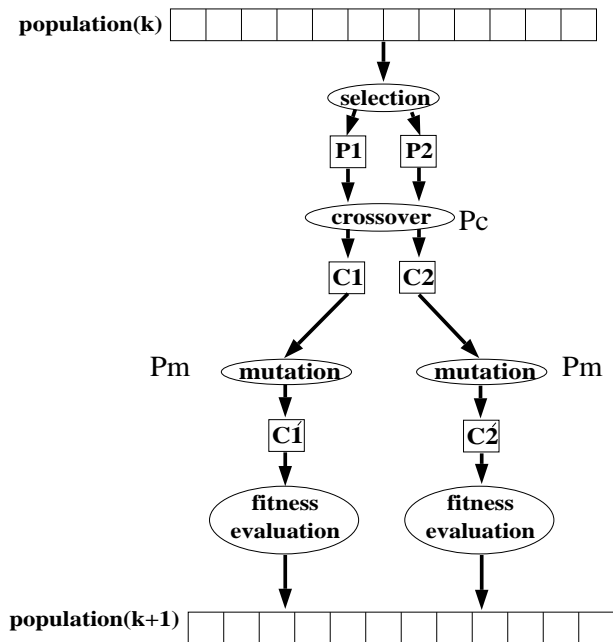 population(k)
selection
P1 P2
crossover Pc
C1 C2
Pm mutation mutation Pm
C1́ C2́
fitness evaluation
fitness evaluation
population(k+1)